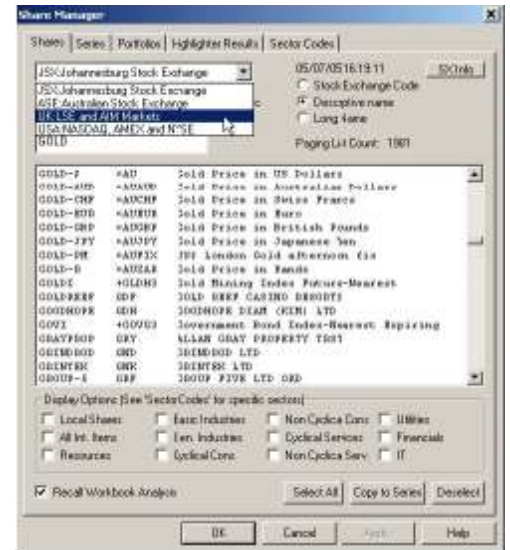 Share Manager
Shares Series Portfolios Highlighter Results Sector Codes
JSX:Johannesburg Stock Exchange
JSX:Johannesburg Stock Exchange
ASE:Australian Stock Exchange
UK:LSE and AIM Markets
USA:NASDAQ, AMEX and NYSE
GOLD
05/07/05 16:19:11
SX Info
Stock Exchange Code
Descriptive name
Long Name
Paging List Count: 1981
GOLD-$ =AU Gold Price in US Dollars
GOLD-AUD =AUAUD Gold Price in Australian Dollars
GOLD-CHF =AUCHF Gold Price in Swiss Francs
GOLD-EUR =AUEUR Gold Price in Euro
GOLD-GBP =AUGBP Gold Price in British Pounds
GOLD-JPY =AUJPY Gold Price in Japanese Yen
GOLD-PM =AUFIX London Gold afternoon fix
GOLD-R =AUZAR Gold Price in Rands
GOLDI +GLDH3 Gold Mining Index Future-Nearest
GOLDREEF GDF GOLD REEF CASINO RESORTS
GOODHOPE GDH GOODHOPE DIAM (KIM) LTD
GOVI +GOVG3 Government Bond Index-Nearest Expiring
GRAYPROP GRY ALLAN GRAY PROPERTY TRST
GRINDROD GND GRINDROD LTD
GRINTEK GNK GRINTEK LTD
GROUP-5 GRF GROUP FIVE LTD ORD
Display Options [See 'Sector Codes' for specific sectors]
Local Shares Basic Industries Non Cyclical Cons Utilities
All Int. Items Gen. Industries Cyclical Services Financials
Resources Cyclical Cons Non Cyclical Serv IT
Recall Workbook Analysis
Select All Copy to Series Deselect
OK Cancel Apply Help